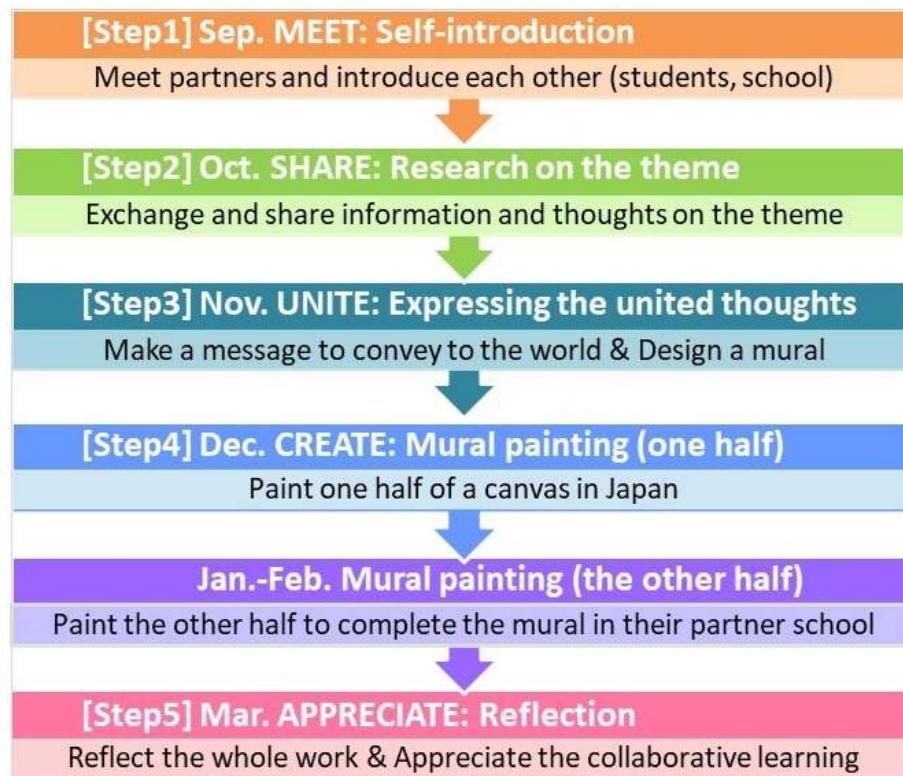 [Step1] Sep. MEET: Self-introduction
Meet partners and introduce each other (students, school)
[Step2] Oct. SHARE: Research on the theme
Exchange and share information and thoughts on the theme
[Step3] Nov. UNITE: Expressing the united thoughts
Make a message to convey to the world & Design a mural
[Step4] Dec. CREATE: Mural painting (one half)
Paint one half of a canvas in Japan
Jan.-Feb. Mural painting (the other half)
Paint the other half to complete the mural in their partner school
[Step5] Mar. APPRECIATE: Reflection
Reflect the whole work & Appreciate the collaborative learning